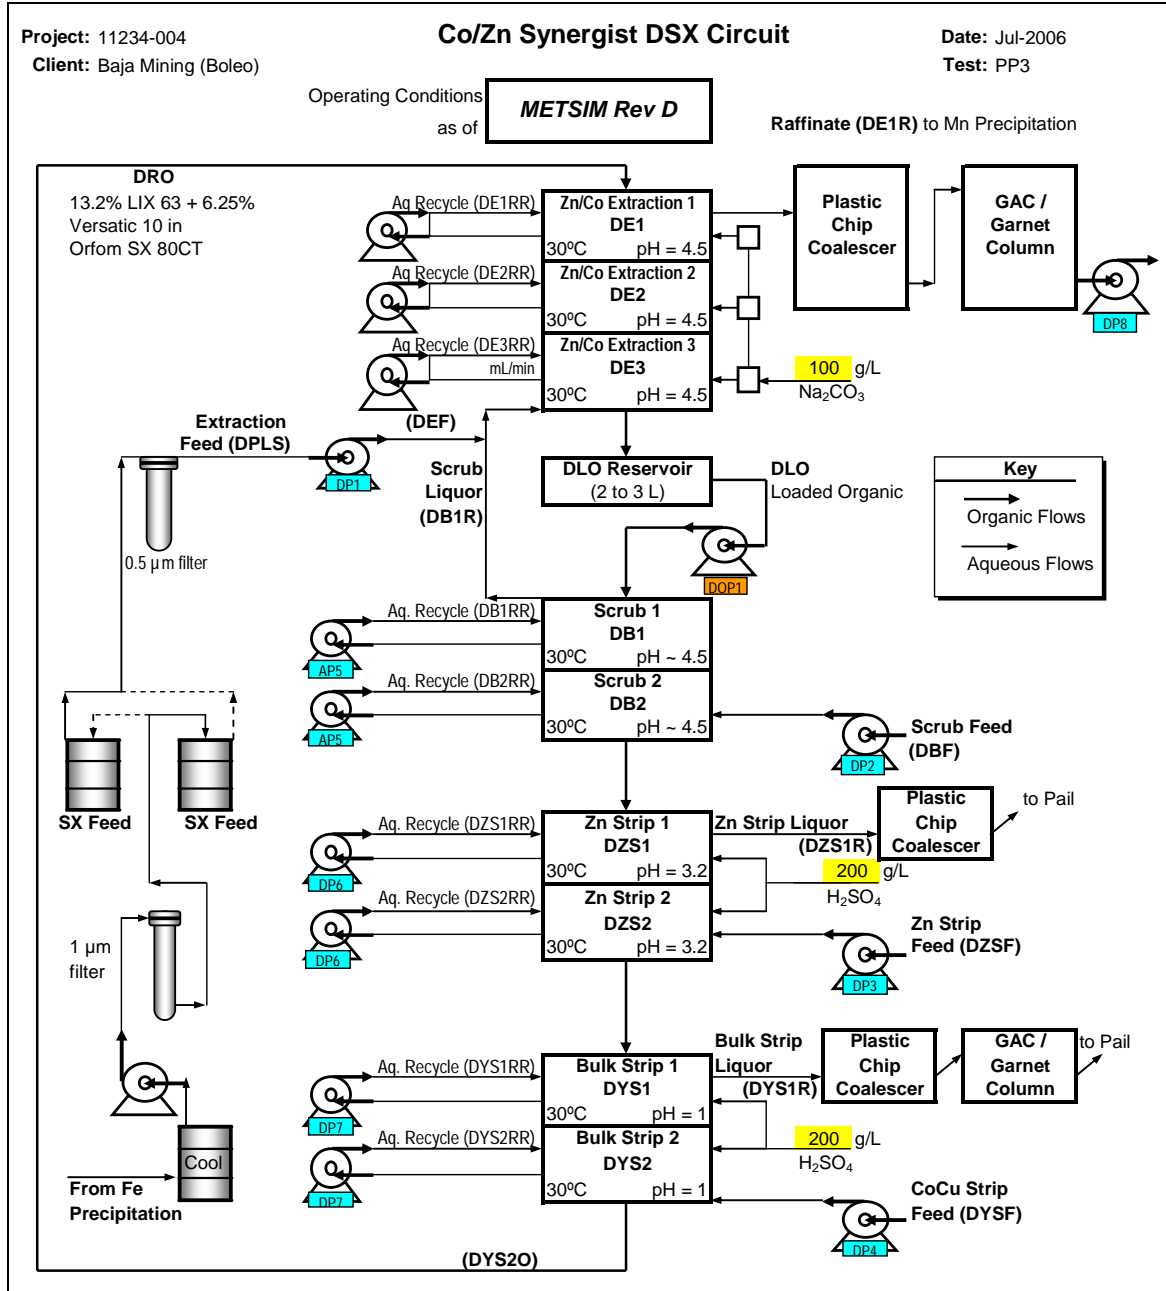 Project: 11234-004
Co/Zn Synergist DSX Circuit
Date: Jul-2006
Client: Baja Mining (Boleo)
Test: PP3
Operating Conditions
as of
METSIM Rev D
Raffinate (DE1R) to Mn Precipitation
DRO
13.2% LIX 63 + 6.25%
Versatic 10 in
Orfom SX 80CT
Aq Recycle (DE1RR)
Zn/Co Extraction 1
DE1
30ºC pH = 4.5
Plastic
Chip
Coalescer
GAC /
Garnet
Column
DP8
Aq Recycle (DE2RR)
Zn/Co Extraction 2
DE2
30ºC pH = 4.5
Aq Recycle (DE3RR)
mL/min
Zn/Co Extraction 3
DE3
30ºC pH = 4.5
100 g/L
Na₂CO₃
(DEF)
Extraction
Feed (DPLS)
DP1
Scrub
Liquor
(DB1R)
0.5 µm filter
DLO Reservoir
(2 to 3 L)
DLO
Loaded Organic
Key
Organic Flows
Aqueous Flows
DOP1
Aq. Recycle (DB1RR)
AP5
Scrub 1
DB1
30ºC pH ~ 4.5
Aq. Recycle (DB2RR)
AP5
Scrub 2
DB2
30ºC pH ~ 4.5
Scrub Feed
(DBF)
DP2
SX Feed
SX Feed
Aq. Recycle (DZS1RR)
DP6
Zn Strip 1
DZS1
30ºC pH = 3.2
Zn Strip Liquor
(DZS1R)
Plastic
Chip
Coalescer
to Pail
200 g/L
H₂SO₄
Aq. Recycle (DZS2RR)
DP6
Zn Strip 2
DZS2
30ºC pH = 3.2
Zn Strip
Feed (DZSF)
DP3
1 µm
filter
Aq. Recycle (DYS1RR)
DP7
Bulk Strip 1
DYS1
30ºC pH = 1
Bulk Strip
Liquor
(DYS1R)
Plastic
Chip
Coalescer
GAC /
Garnet
Column
to Pail
Aq. Recycle (DYS2RR)
DP7
Bulk Strip 2
DYS2
30ºC pH = 1
200 g/L
H₂SO₄
CoCu Strip
Feed (DYSF)
DP4
Cool
From Fe
Precipitation
(DYS2O)